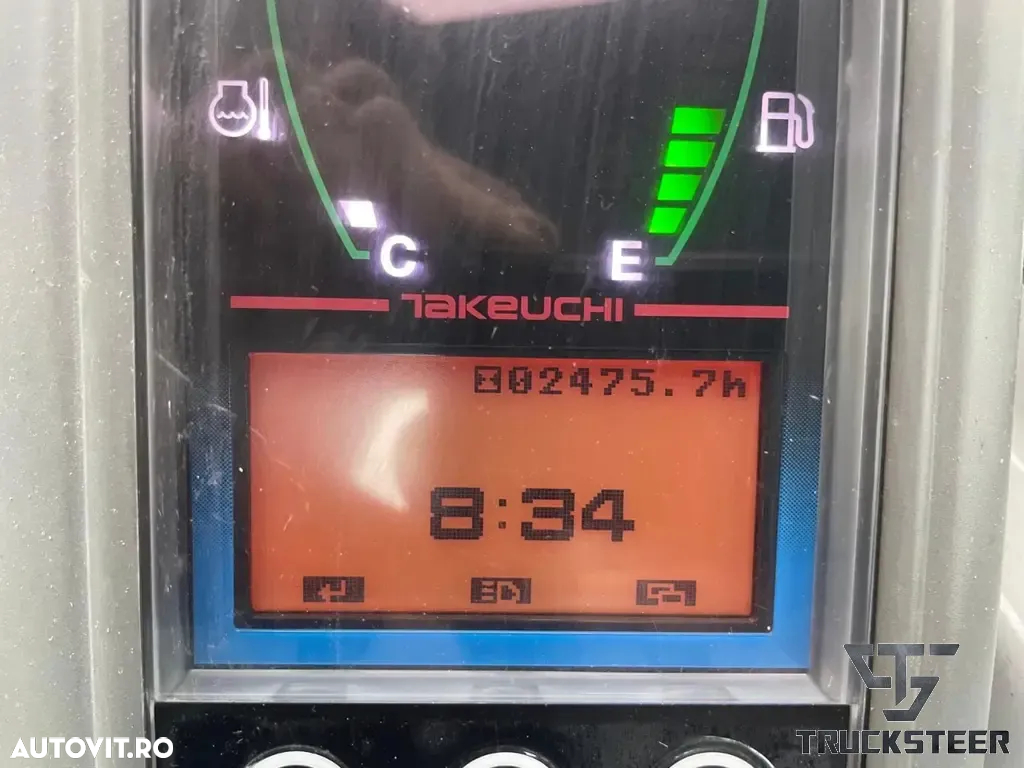 C E
TAKEUCHI
02475.7h
8:34
AUTOVIT.RO
TRUCKSTEER